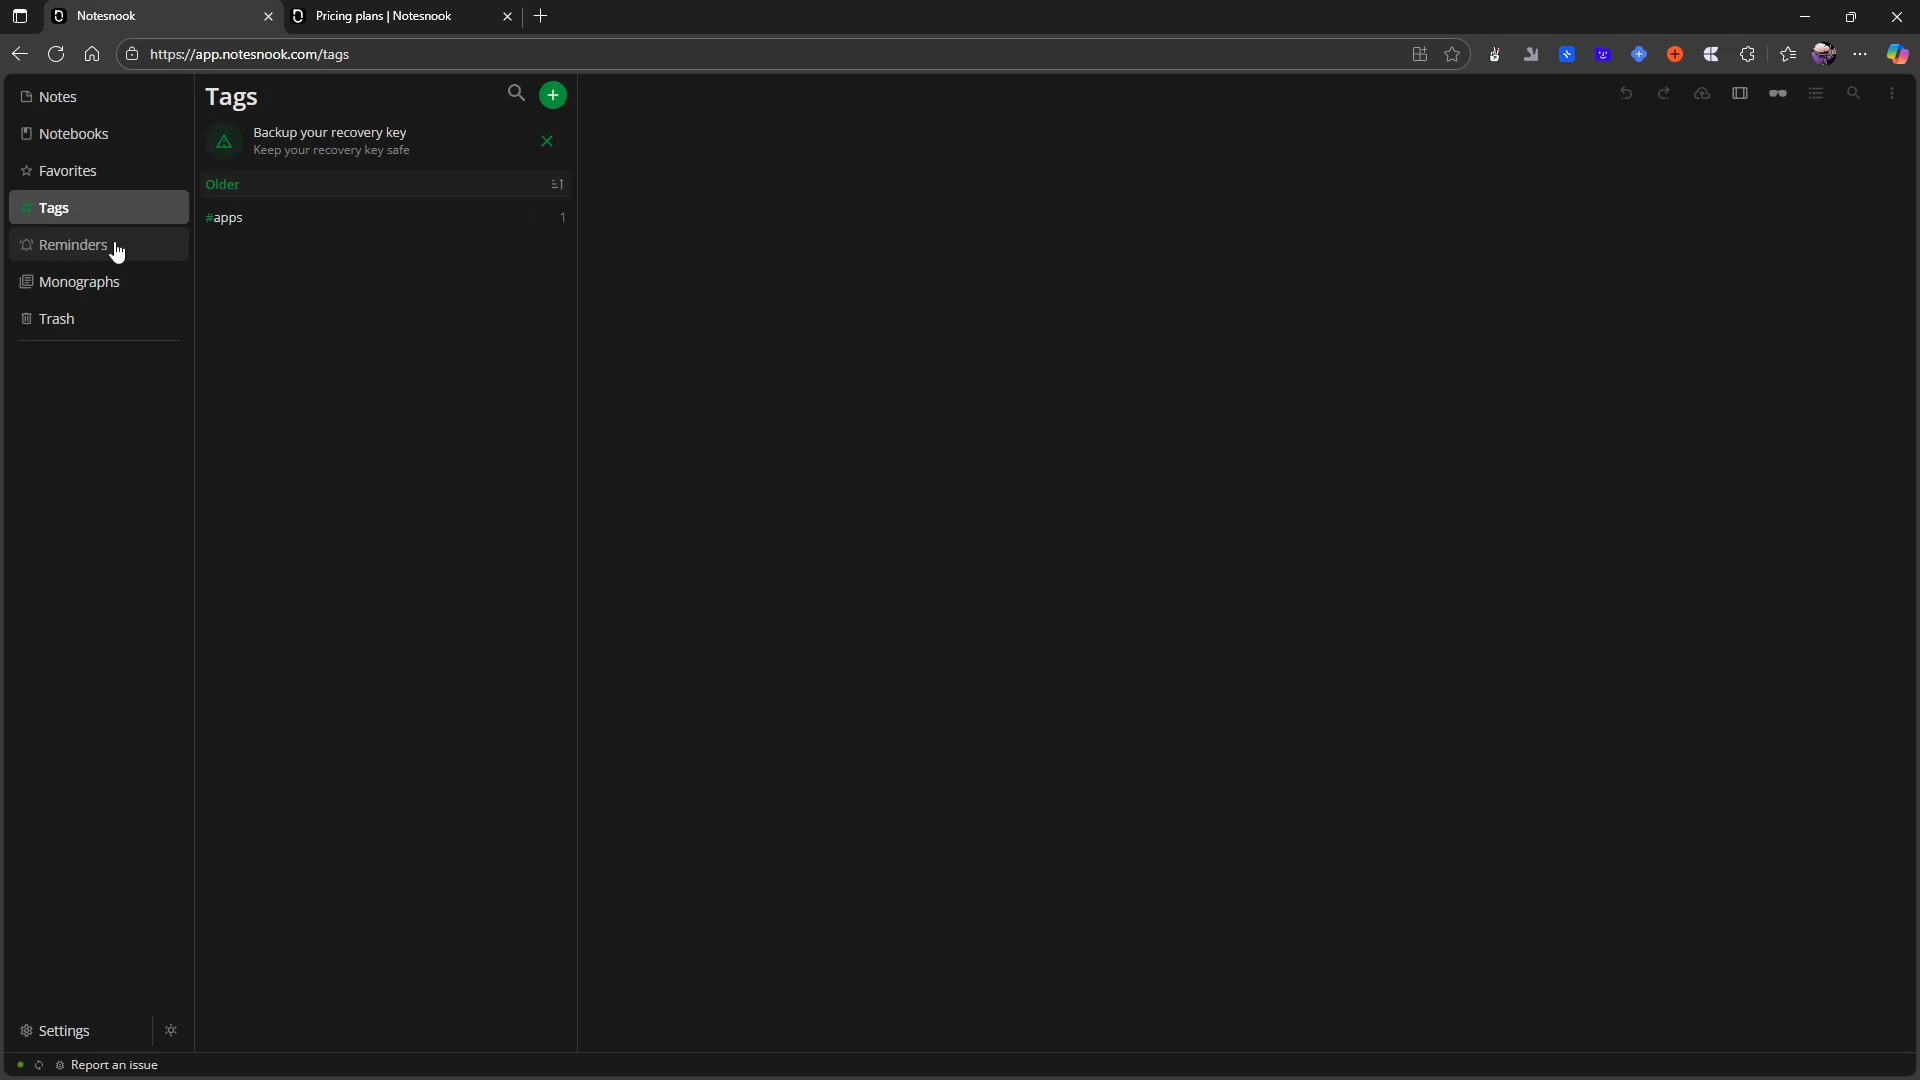 Notesnook
Pricing plans | Notesnook
https://app.notesnook.com/tags
Notes
Notebooks
Favorites
# Tags
Reminders
Monographs
Trash
Settings
Tags
Backup your recovery key
Keep your recovery key safe
Older
#apps 1
Report an issue